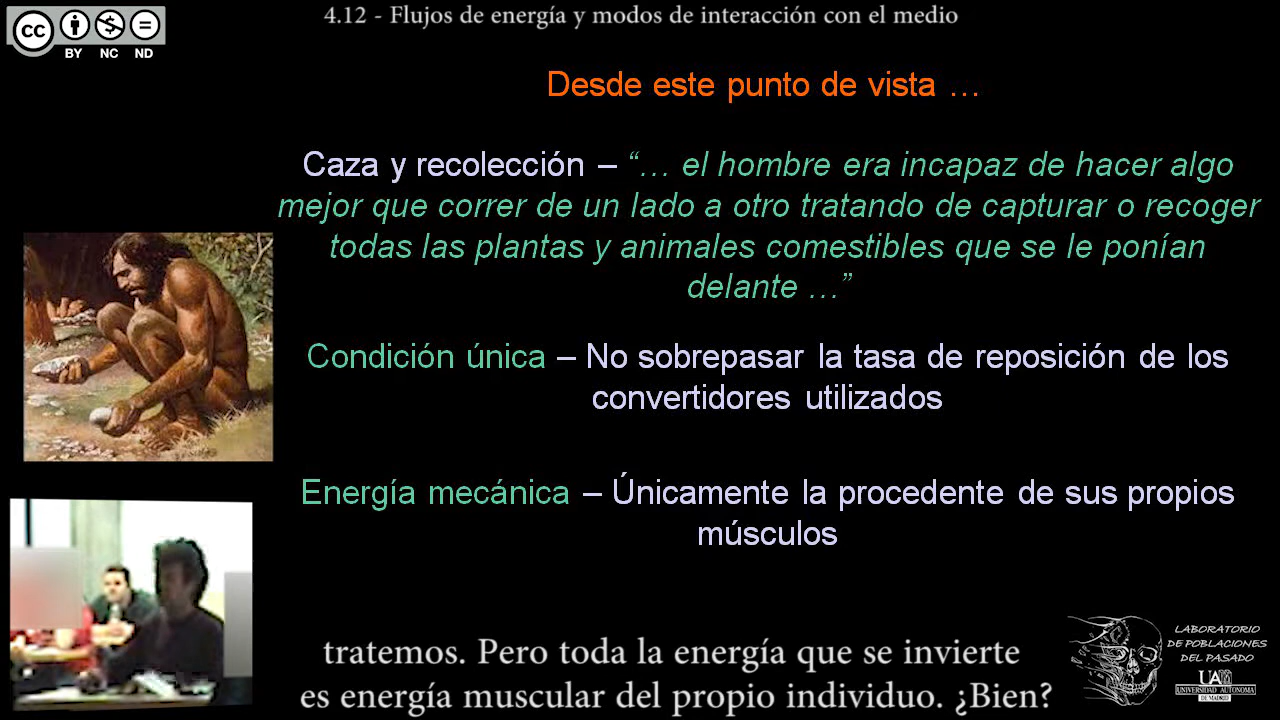 4.12 - Flujos de energía y modos de interacción con el medio
cc
BY NC ND
Desde este punto de vista …
Caza y recolección – “… el hombre era incapaz de hacer algo
mejor que correr de un lado a otro tratando de capturar o recoger
todas las plantas y animales comestibles que se le ponían
delante …”
Condición única – No sobrepasar la tasa de reposición de los
convertidores utilizados
Energía mecánica – Únicamente la procedente de sus propios
músculos
tratemos. Pero toda la energía que se invierte
es energía muscular del propio individuo. ¿Bien?
LABORATORIO
DE POBLACIONES
DEL PASADO
UAM
UNIVERSIDAD AUTONOMA
DE MADRID